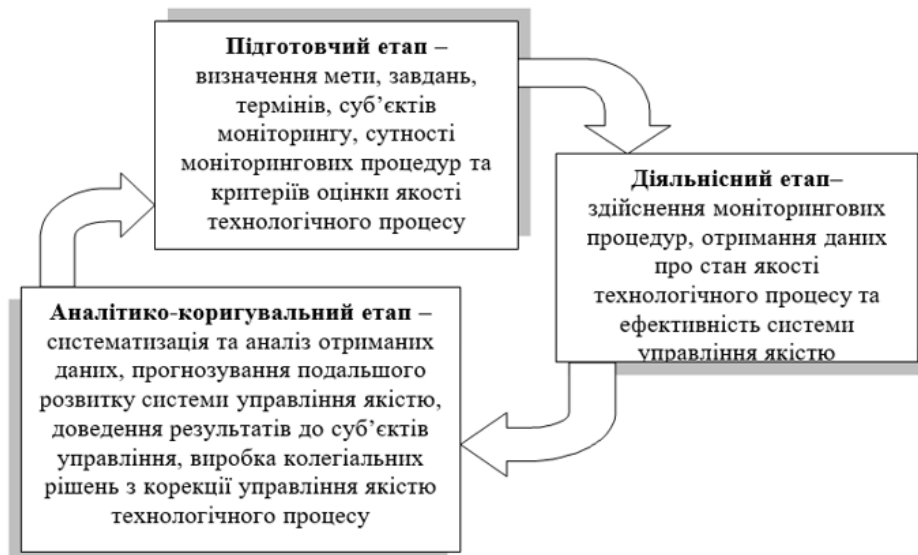 Підготовчий етап –
визначення мети, завдань,
термінів, суб’єктів
моніторингу, сутності
моніторингових процедур та
критеріїв оцінки якості
технологічного процесу
Діяльнісний етап–
здійснення моніторингових
процедур, отримання даних
про стан якості
технологічного процесу та
ефективність системи
управління якістю
Аналітико-коригувальний етап –
систематизація та аналіз отриманих
даних, прогнозування подальшого
розвитку системи управління якістю,
доведення результатів до суб’єктів
управління, виробка колегіальних
рішень з корекції управління якістю
технологічного процесу